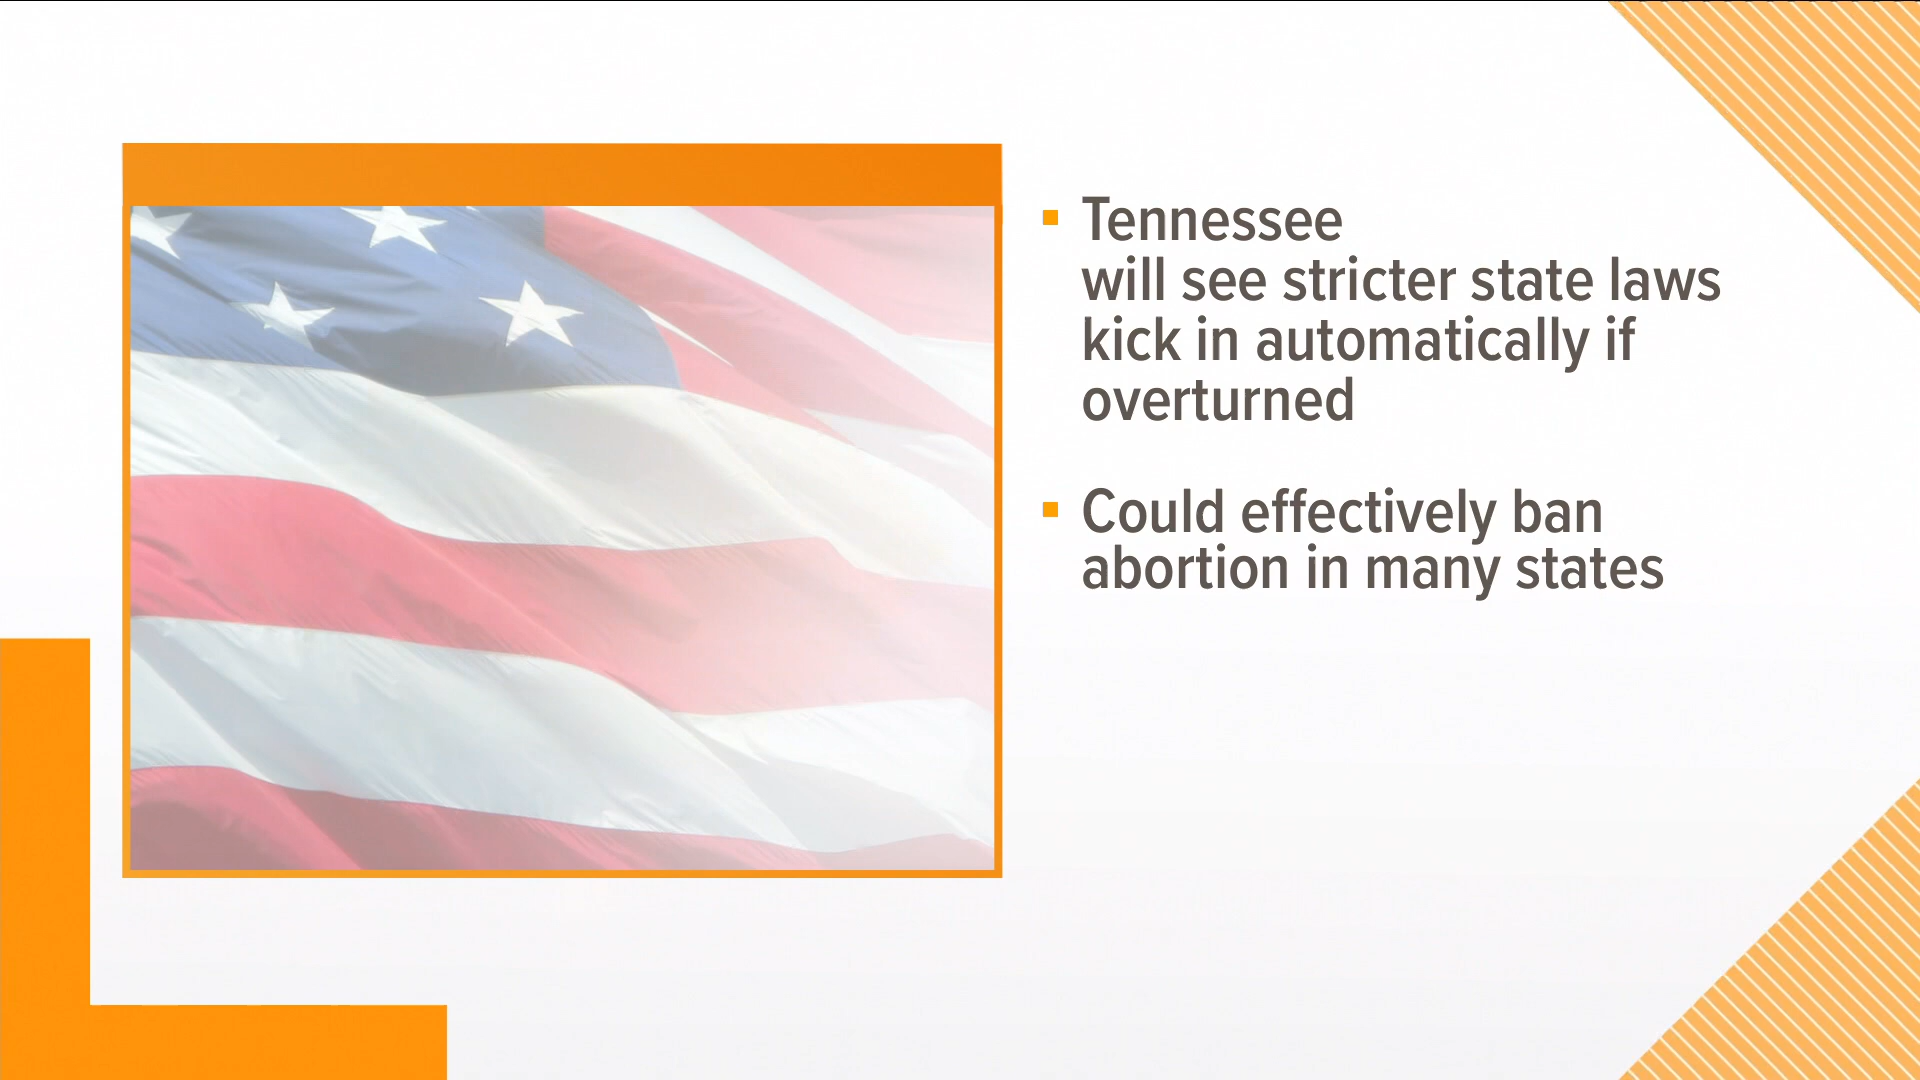 Tennessee
will see stricter state laws
kick in automatically if
overturned
Could effectively ban
abortion in many states